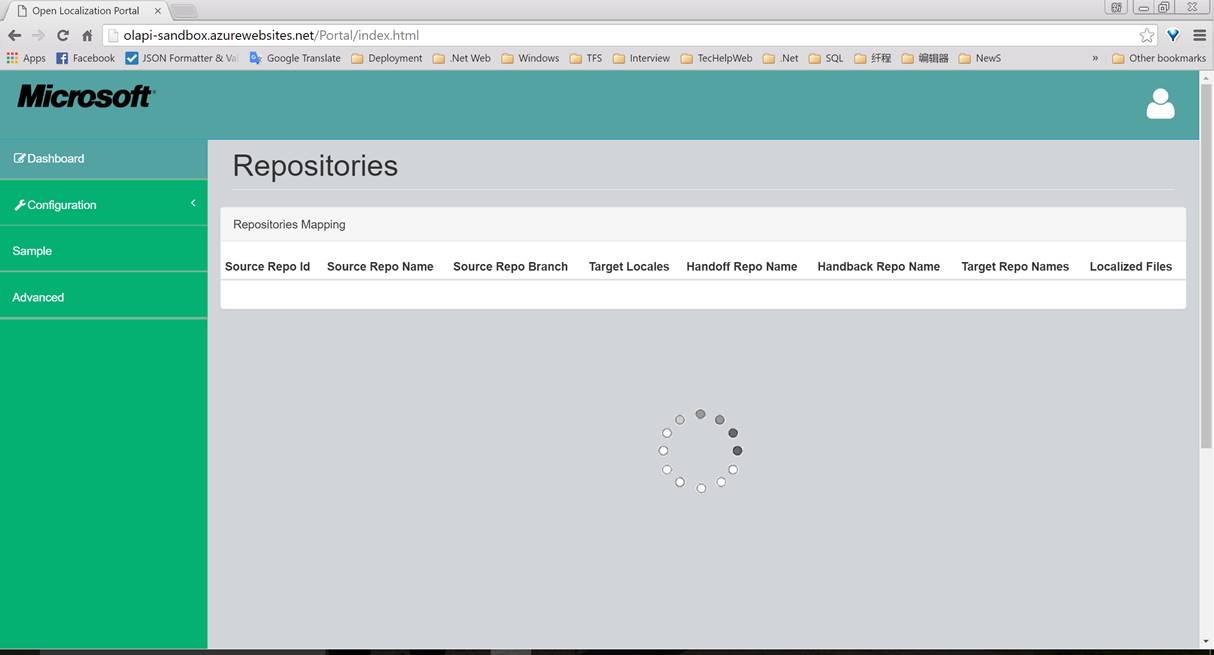 Open Localization Portal
olapi-sandbox.azurewebsites.net/Portal/index.html
Apps Facebook JSON Formatter & Va Google Translate Deployment .Net Web Windows TFS Interview TecHelpWeb .Net SQL 纤程 编辑器 NewS » Other bookmarks
Microsoft
Dashboard
Configuration
Sample
Advanced
Repositories
Repositories Mapping
Source Repo Id Source Repo Name Source Repo Branch Target Locales Handoff Repo Name Handback Repo Name Target Repo Names Localized Files